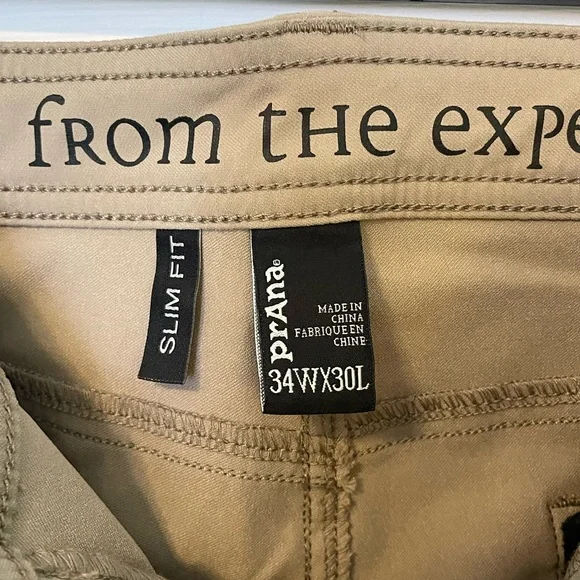 from the expe
SLIM FIT
prAna®
MADE IN
CHINA
FABRIQUE EN
CHINE
34WX30L